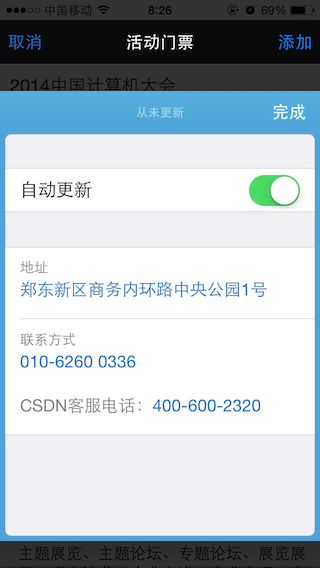 中国移动 8:26 89%
取消 活动门票 添加
2014中国计算机大会
从未更新 完成
自动更新
地址
郑东新区商务内环路中央公园1号
联系方式
010-6260 0336
CSDN客服电话：400-600-2320
主题展览、主题论坛、专题论坛、展览展